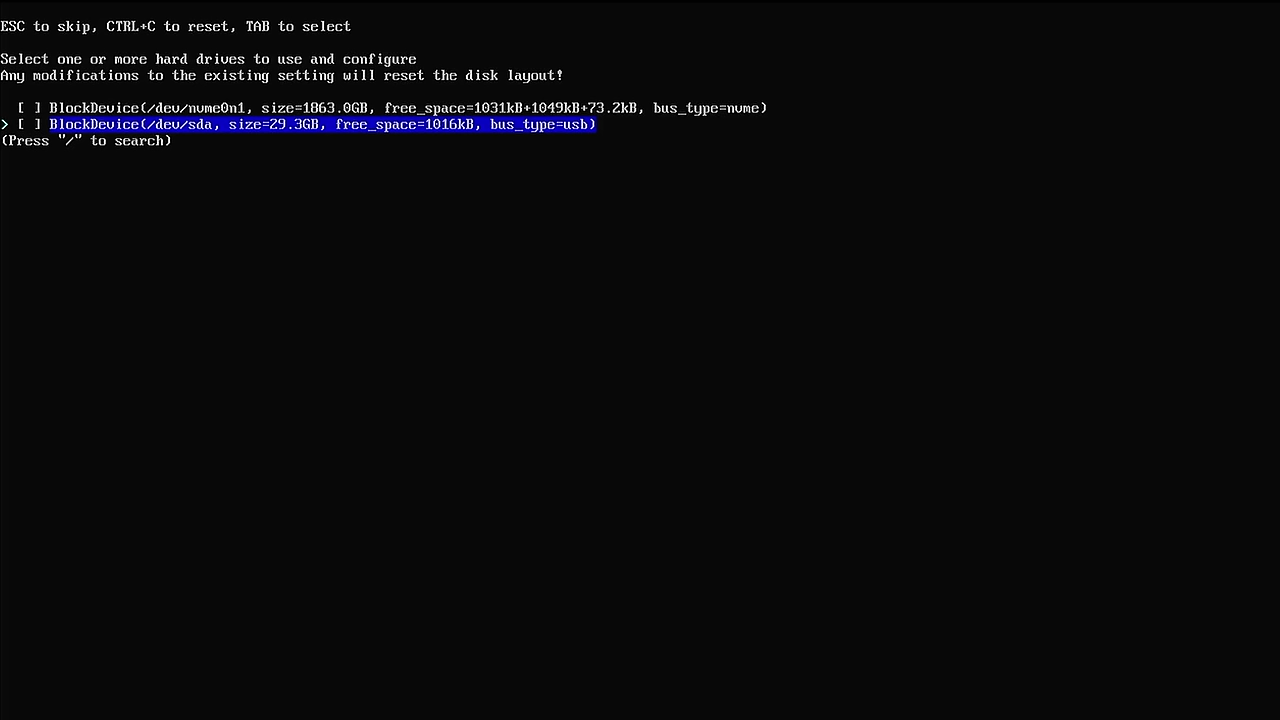 ESC to skip, CTRL+C to reset, TAB to select
Select one or more hard drives to use and configure
Any modifications to the existing setting will reset the disk layout!
[ ] BlockDevice(/dev/nvme0n1, size=1863.0GB, free_space=1031kB+1049kB+73.2kB, bus_type=nvme)
> [ ] BlockDevice(/dev/sda, size=29.3GB, free_space=1016kB, bus_type=usb)
(Press "/" to search)